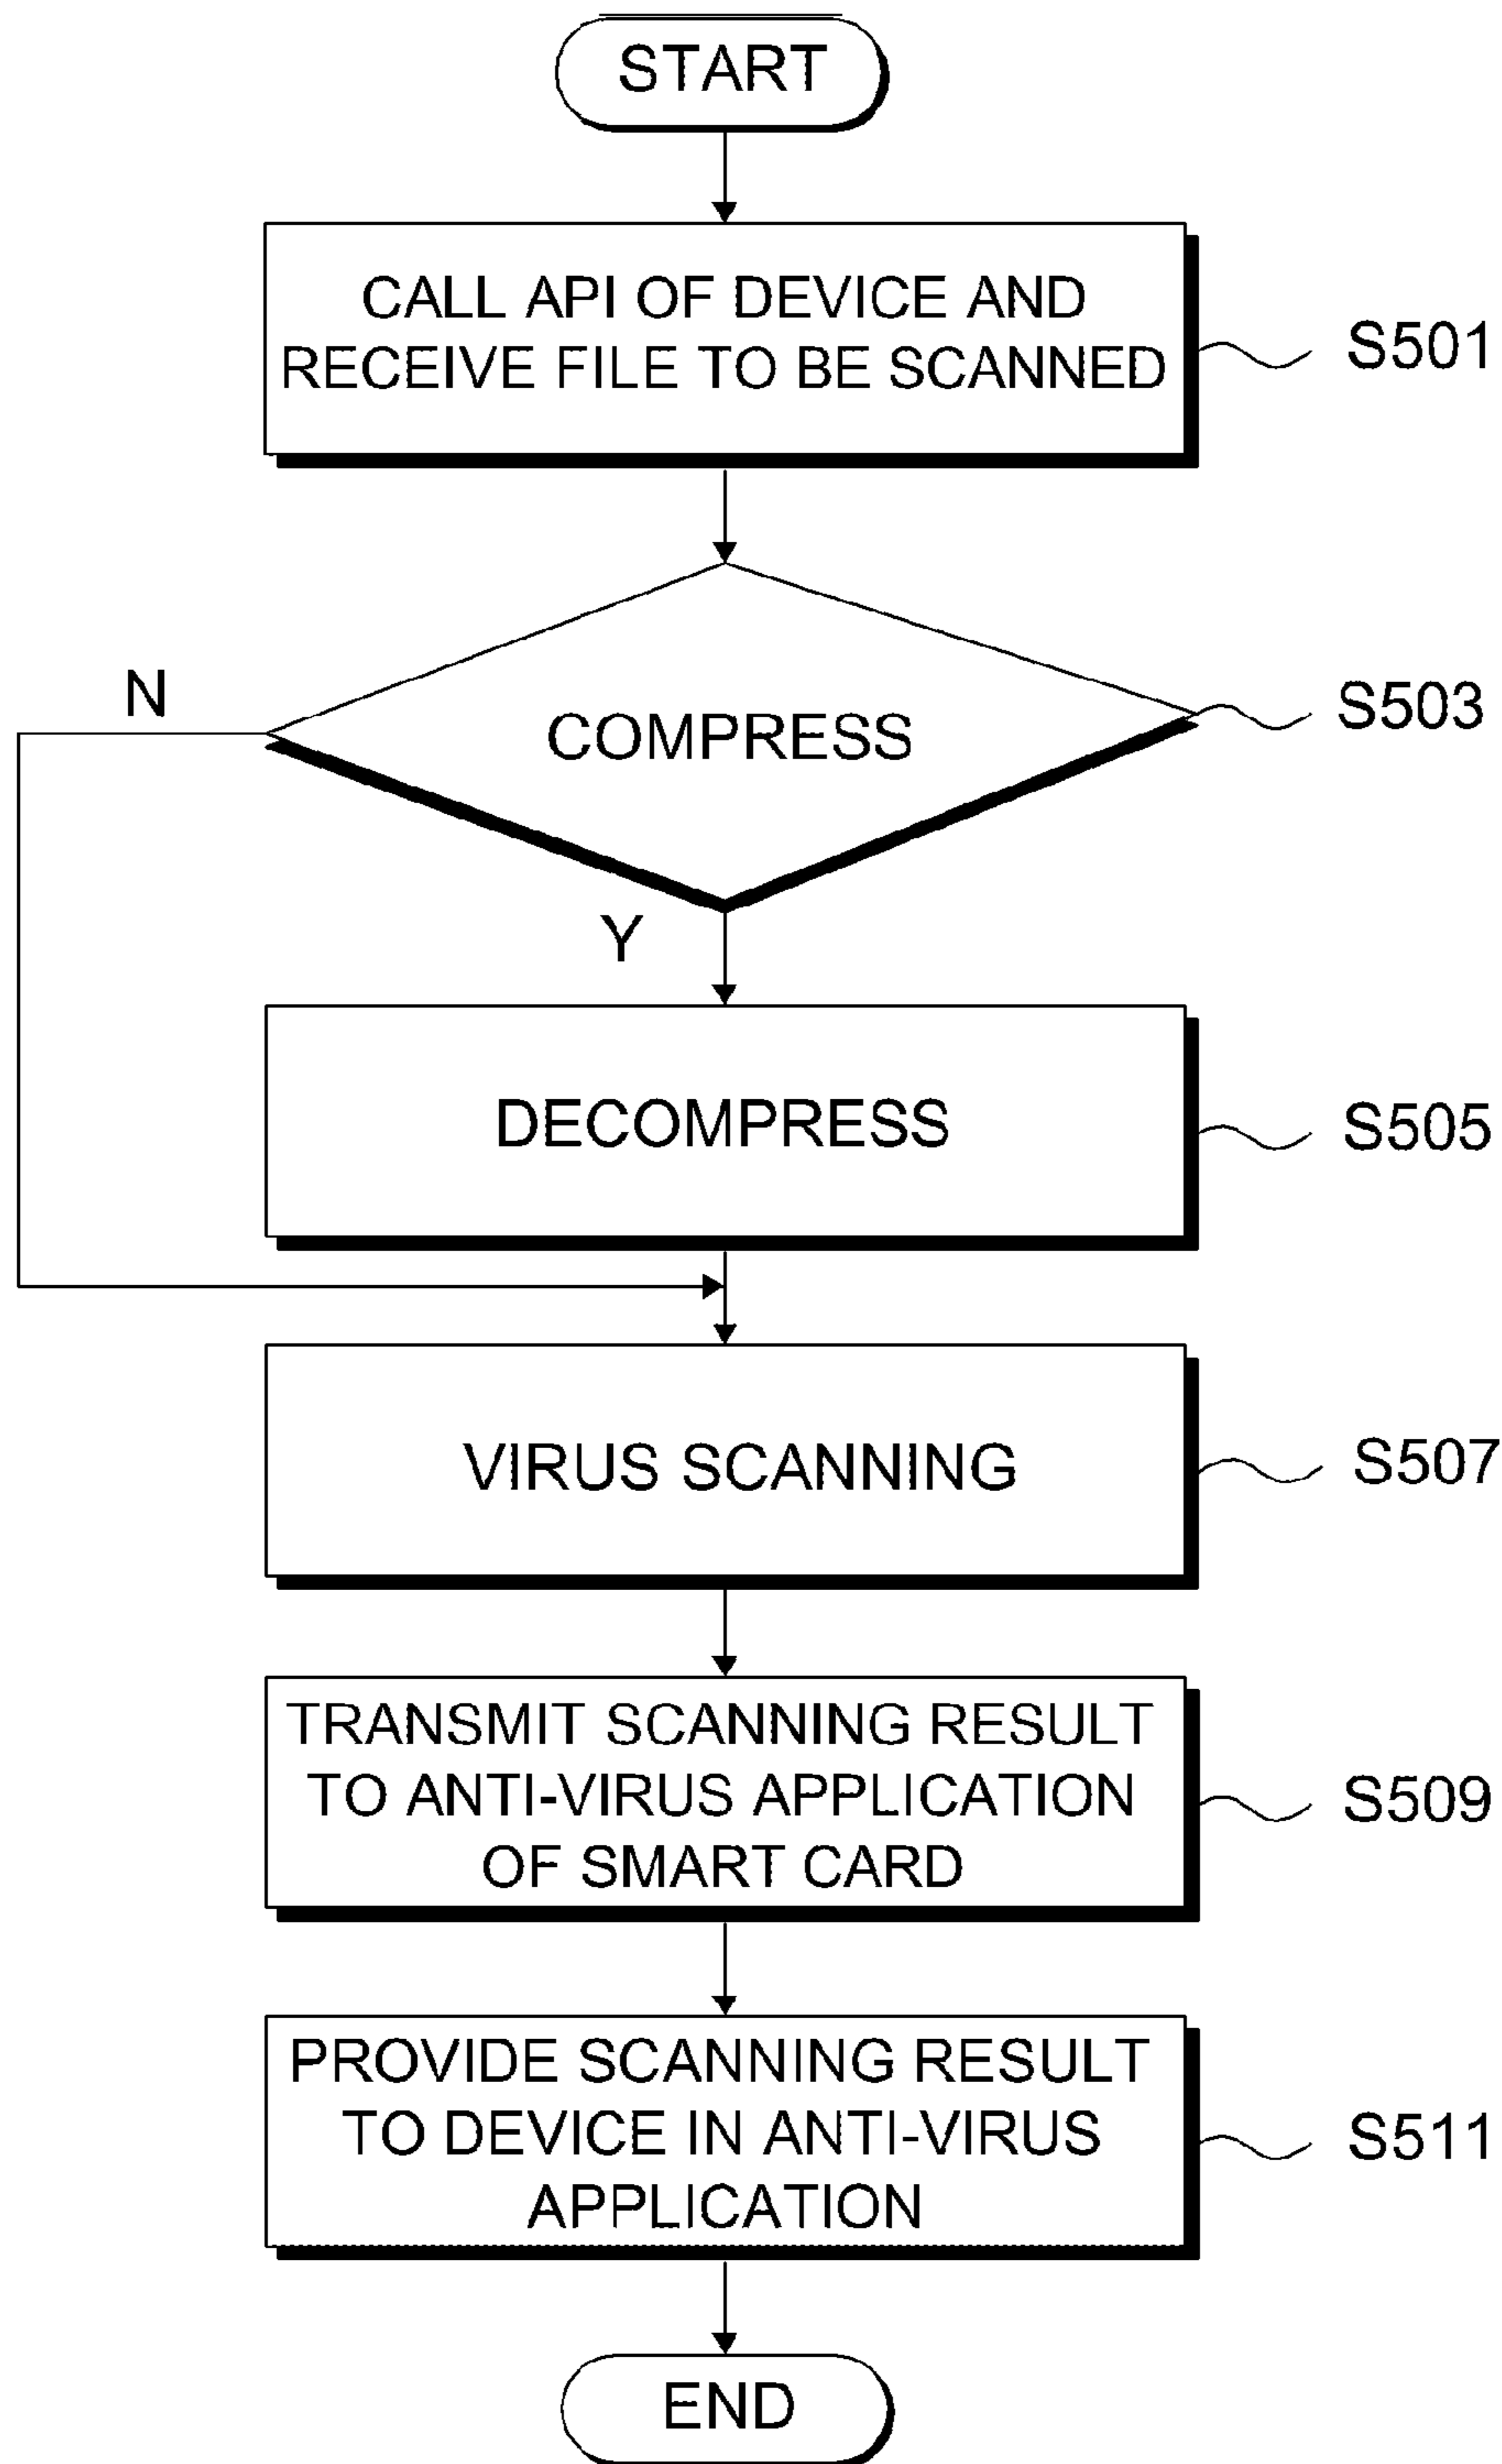 START
CALL API OF DEVICE AND
RECEIVE FILE TO BE SCANNED
S501
N
COMPRESS
S503
Y
DECOMPRESS
S505
VIRUS SCANNING
S507
TRANSMIT SCANNING RESULT
TO ANTI-VIRUS APPLICATION
OF SMART CARD
S509
PROVIDE SCANNING RESULT
TO DEVICE IN ANTI-VIRUS
APPLICATION
S511
END